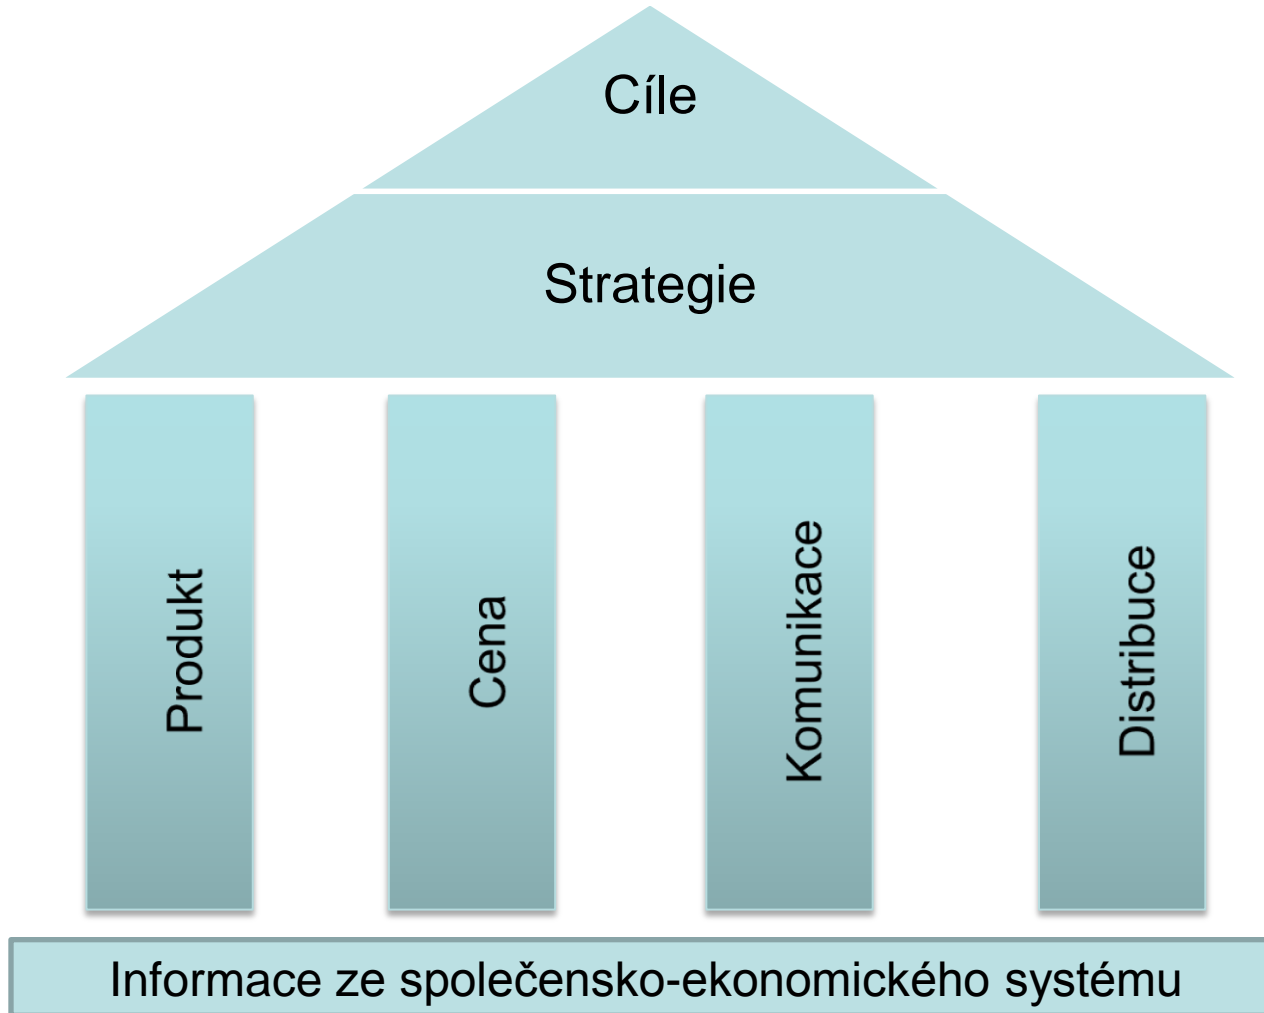 Cíle
Strategie
Produkt
Cena
Komunikace
Distribuce
Informace ze společensko-ekonomického systému